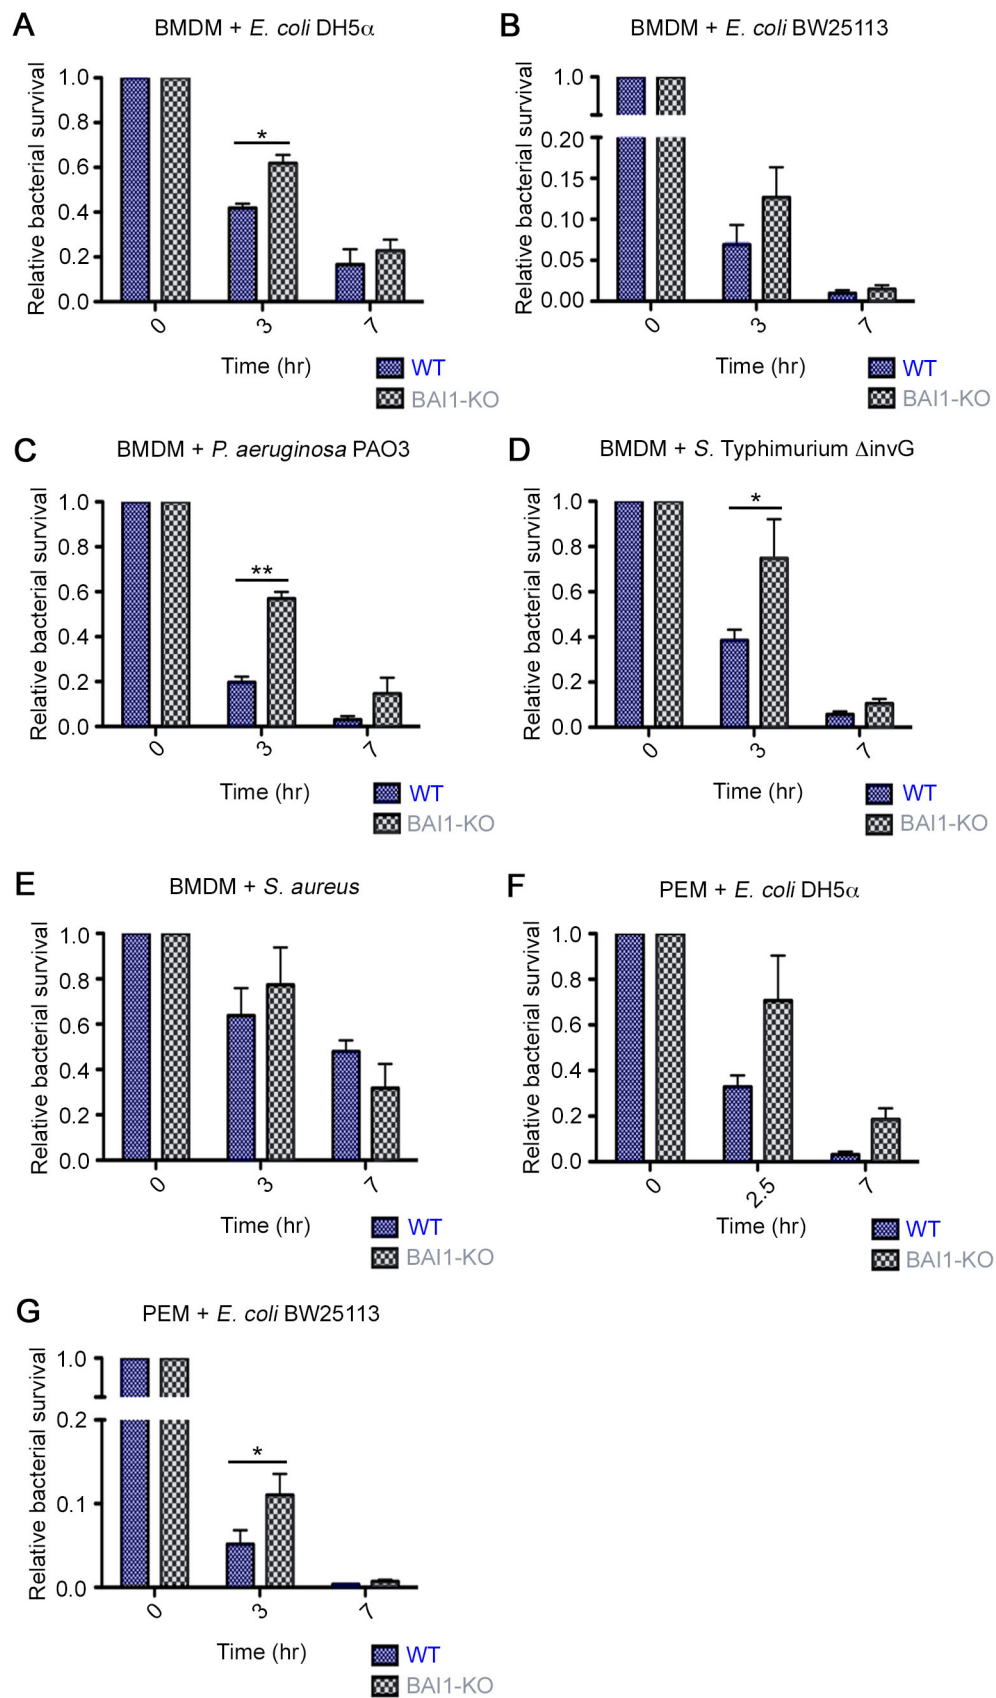 A
BMDM + E. coli DH5α
Relative bacterial survival
1.0
0.8
0.6
0.4
0.2
0.0
*
0
3
7
Time (hr)
WT
BAI1-KO
B
BMDM + E. coli BW25113
Relative bacterial survival
1.0
0.20
0.15
0.10
0.05
0.00
0
3
7
Time (hr)
WT
BAI1-KO
C
BMDM + P. aeruginosa PAO3
Relative bacterial survival
1.0
0.8
0.6
0.4
0.2
0.0
**
0
3
7
Time (hr)
WT
BAI1-KO
D
BMDM + S. Typhimurium ΔinvG
Relative bacterial survival
1.0
0.8
0.6
0.4
0.2
0.0
*
0
3
7
Time (hr)
WT
BAI1-KO
E
BMDM + S. aureus
Relative bacterial survival
1.0
0.8
0.6
0.4
0.2
0.0
0
3
7
Time (hr)
WT
BAI1-KO
F
PEM + E. coli DH5α
Relative bacterial survival
1.0
0.8
0.6
0.4
0.2
0.0
0
2.5
7
Time (hr)
WT
BAI1-KO
G
PEM + E. coli BW25113
Relative bacterial survival
1.0
0.2
0.1
0.0
*
0
3
7
Time (hr)
WT
BAI1-KO